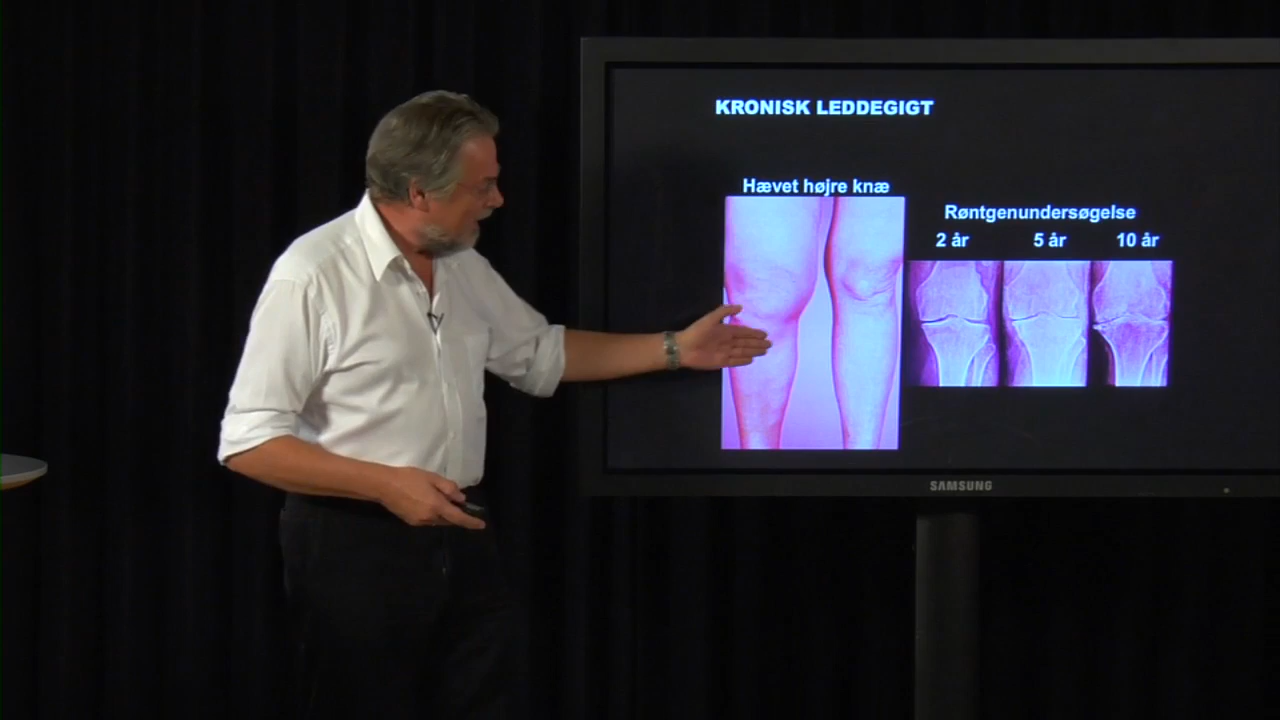 KRONISK LEDDEGIGT
Hævet højre knæ
Røntgenundersøgelse
2 år 5 år 10 år
SAMSUNG